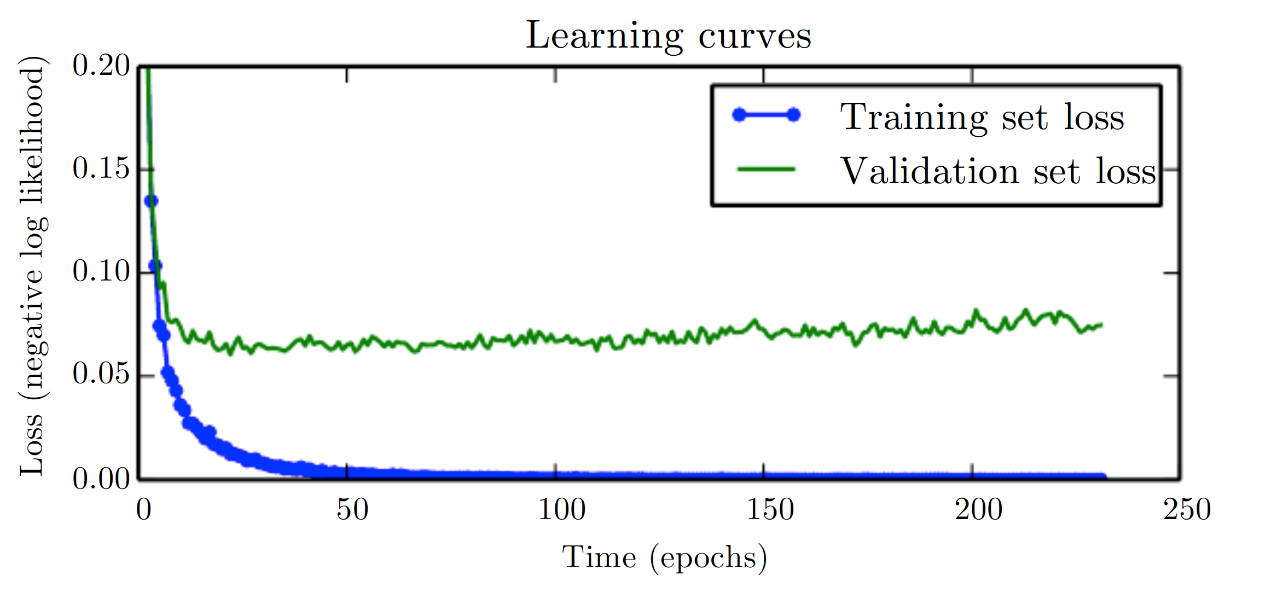 Learning curves
Loss (negative log likelihood)
0.20
0.15
0.10
0.05
0.00
Training set loss
Validation set loss
0 50 100 150 200 250
Time (epochs)